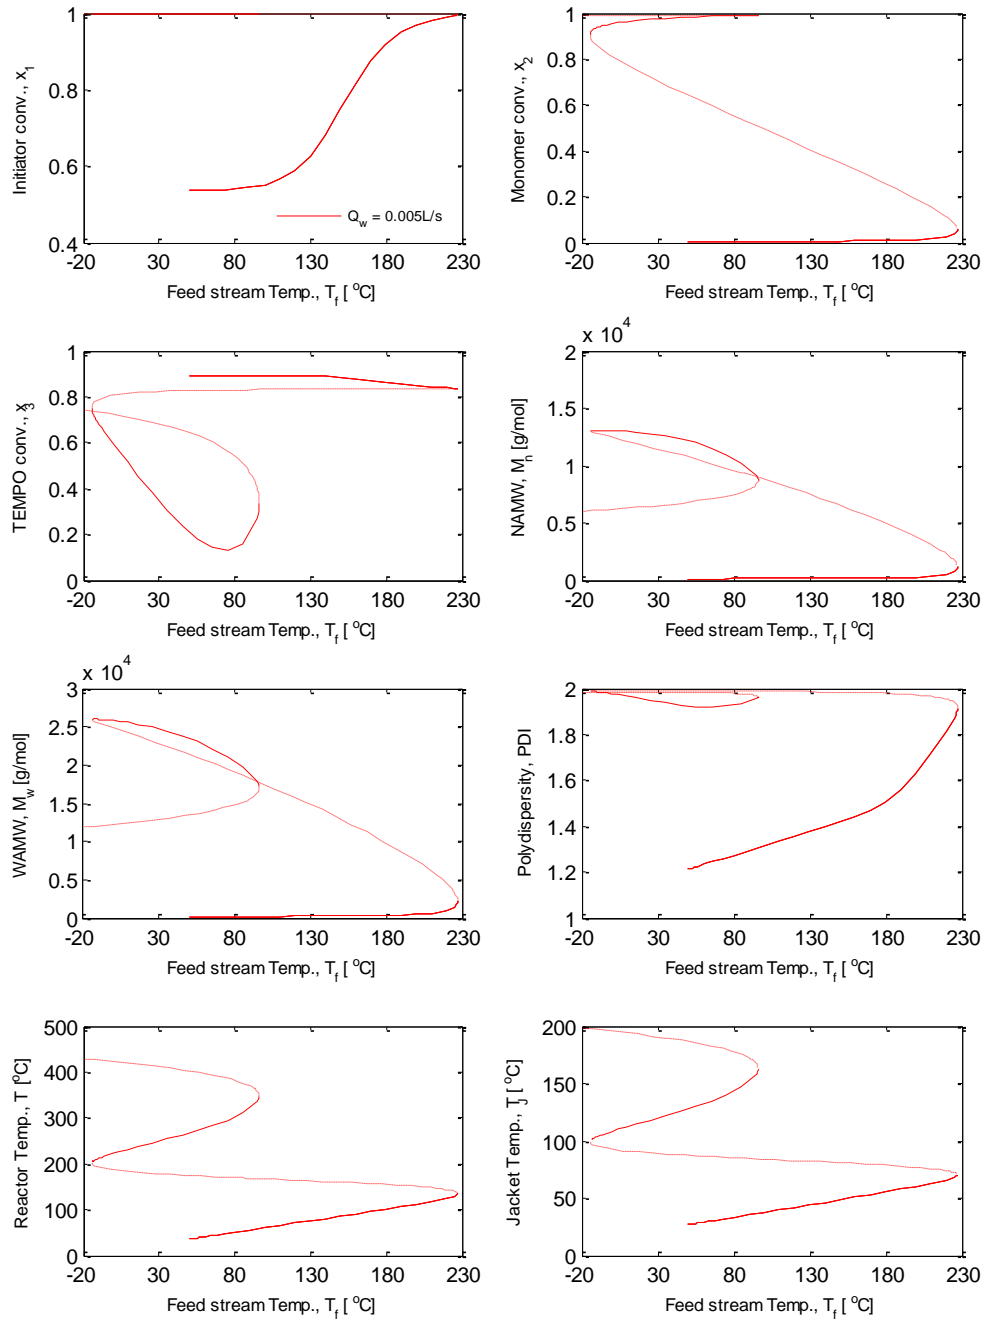 Initiator conv., x1
1
0.8
0.6
0.4
Qw = 0.005L/s
-20 30 80 130 180 230
Feed stream Temp., Tf [ °C]
Monomer conv., x2
1
0.8
0.6
0.4
0.2
0
-20 30 80 130 180 230
Feed stream Temp., Tf [ °C]
TEMPO conv., x3
1
0.8
0.6
0.4
0.2
0
-20 30 80 130 180 230
Feed stream Temp., Tf [ °C]
x 10^4
NAMW, Mn [g/mol]
2
1.5
1
0.5
0
-20 30 80 130 180 230
Feed stream Temp., Tf [ °C]
x 10^4
WAMW, Mw [g/mol]
3
2.5
2
1.5
1
0.5
0
-20 30 80 130 180 230
Feed stream Temp., Tf [ °C]
Polydispersity, PDI
2
1.8
1.6
1.4
1.2
1
-20 30 80 130 180 230
Feed stream Temp., Tf [ °C]
Reactor Temp., T [°C]
500
400
300
200
100
0
-20 30 80 130 180 230
Feed stream Temp., Tf [ °C]
Jacket Temp., TJ [°C]
200
150
100
50
0
-20 30 80 130 180 230
Feed stream Temp., Tf [ °C]